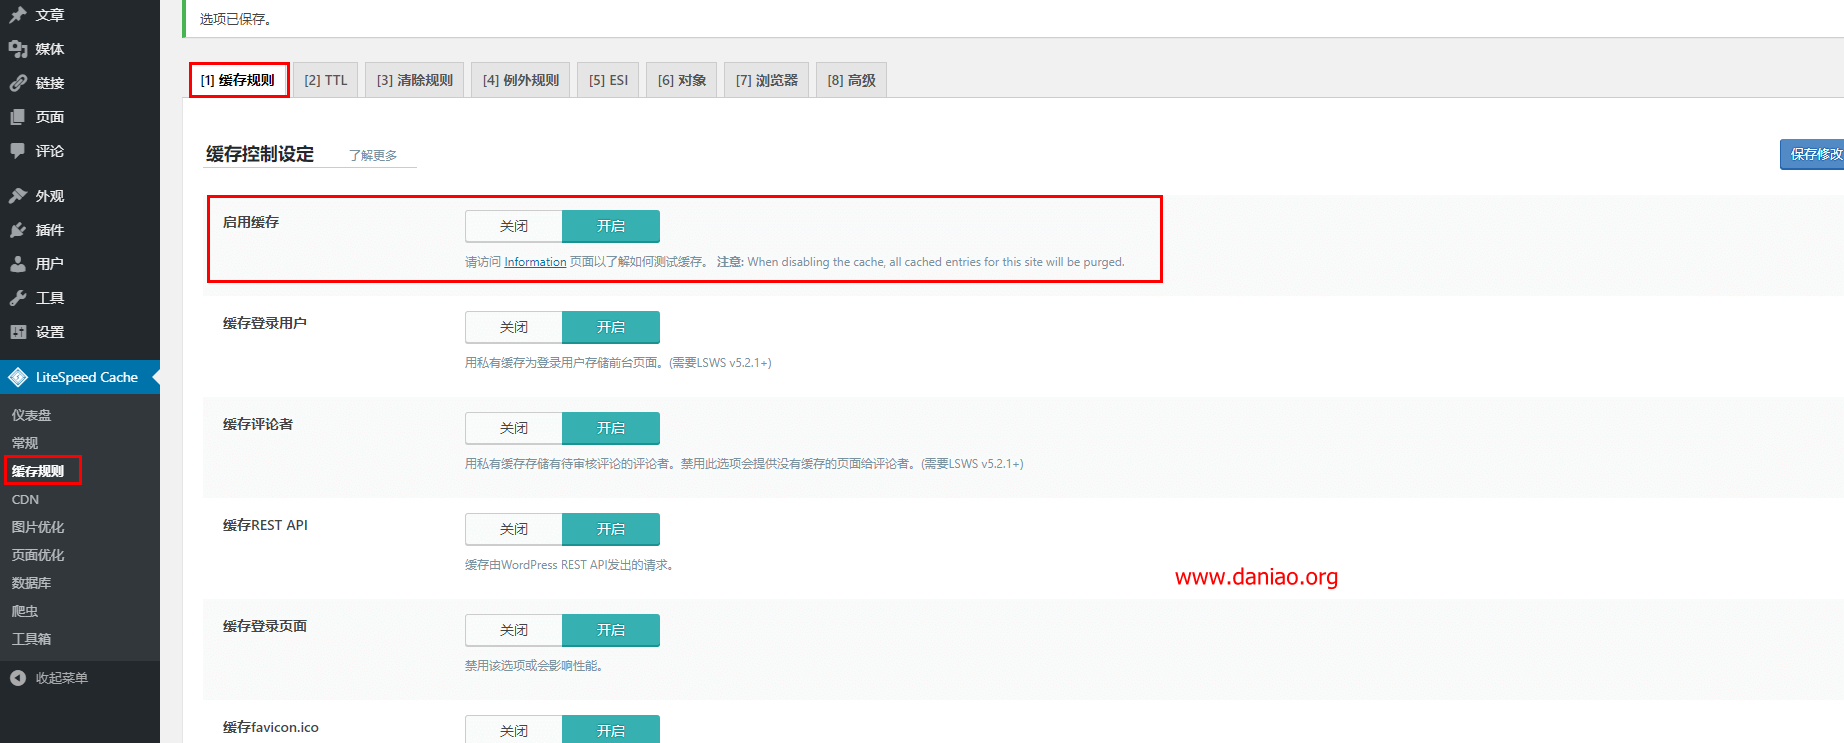 文章
媒体
链接
页面
评论
外观
插件
用户
工具
设置
LiteSpeed Cache
仪表盘
常规
缓存规则
CDN
图片优化
页面优化
数据库
爬虫
工具箱
收起菜单
选项已保存。
[1] 缓存规则 [2] TTL [3] 清除规则 [4] 例外规则 [5] ESI [6] 对象 [7] 浏览器 [8] 高级
缓存控制设定 了解更多
保存修改
启用缓存 关闭 开启
请访问 Information 页面以了解如何测试缓存。 注意: When disabling the cache, all cached entries for this site will be purged.
缓存登录用户 关闭 开启
用私有缓存为登录用户存储前台页面。(需要LSWS v5.2.1+)
缓存评论者 关闭 开启
用私有缓存存储有待审核评论的评论者。禁用此选项会提供没有缓存的页面给评论者。(需要LSWS v5.2.1+)
缓存REST API 关闭 开启
缓存由WordPress REST API发出的请求。
www.daniao.org
缓存登录页面 关闭 开启
禁用该选项或会影响性能。
缓存favicon.ico 关闭 开启